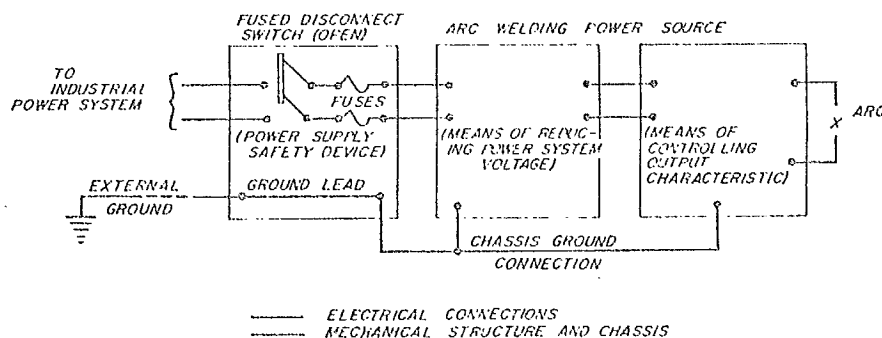 FUSED DISCONNECT
SWITCH (OPEN)
ARC WELDING POWER SOURCE
TO
INDUSTRIAL
POWER SYSTEM
FUSES
(POWER SUPPLY
SAFETY DEVICE)
(MEANS OF REDUC-
ING POWER SYSTEM
VOLTAGE)
(MEANS OF
CONTROLLING
OUTPUT
CHARACTERISTIC)
X
ARC
EXTERNAL
GROUND
GROUND LEAD
CHASSIS GROUND
CONNECTION
ELECTRICAL CONNECTIONS
MECHANICAL STRUCTURE AND CHASSIS